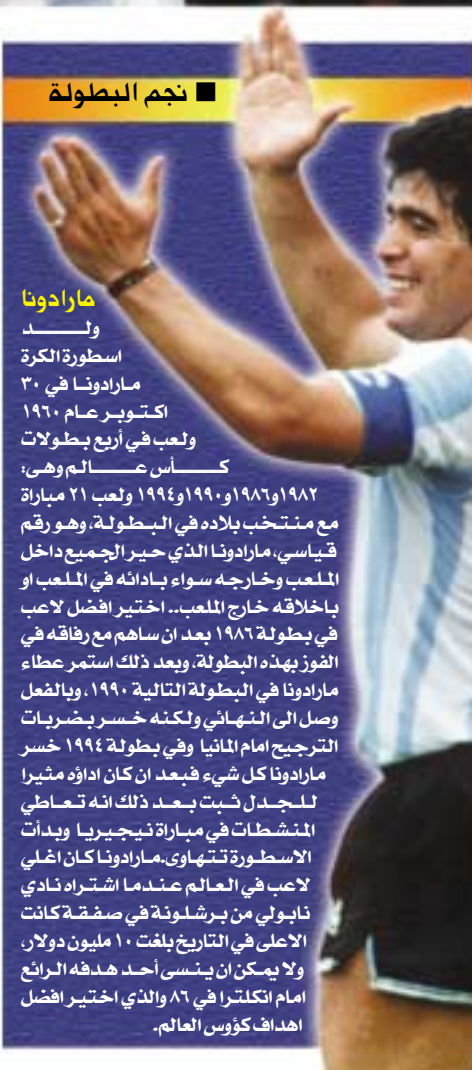 ■ نجم البطولة
مارادونا
ولـــــد
اسطورة الكرة
مارادونا في ٣٠
اكتوبر عام ١٩٦٠
ولعب في أربع بطولات
كـــــأس عـــــالم وهى:
١٩٨٢و١٩٨٦و١٩٩٠و١٩٩٤ ولعب ٢١ مباراة
مع منتخب بلاده في البطولة، وهو رقم
قياسي، مارادونا الذي حير الجميع داخل
الملعب وخارجه سواء بادائه في الملعب او
باخلاقه خارج الملعب.. اختير افضل لاعب
في بطولة ١٩٨٦ بعد ان ساهم مع رفاقه في
الفوز بهذه البطولة، وبعد ذلك استمر عطاء
مارادونا في البطولة التالية ١٩٩٠، وبالفعل
وصل الى النهائي ولكنه خسر بضربات
الترجيح امام المانيا وفي بطولة ١٩٩٤ خسر
مارادونا كل شيء فبعد ان كان اداؤه مثيرا
للجدل ثبت بعد ذلك انه تعاطي
المنشطات في مباراة نيجيريا وبدأت
الاسطورة تتهاوى.مارادونا كان اغلي
لاعب في العالم عندما اشتراه نادي
نابولي من برشلونة في صفقة كانت
الاعلى في التاريخ بلغت ١٠ مليون دولار،
ولا يمكن ان ينسى أحد هدفه الرائع
امام انكلترا في ٨٦ والذي اختير افضل
اهداف كؤوس العالم.